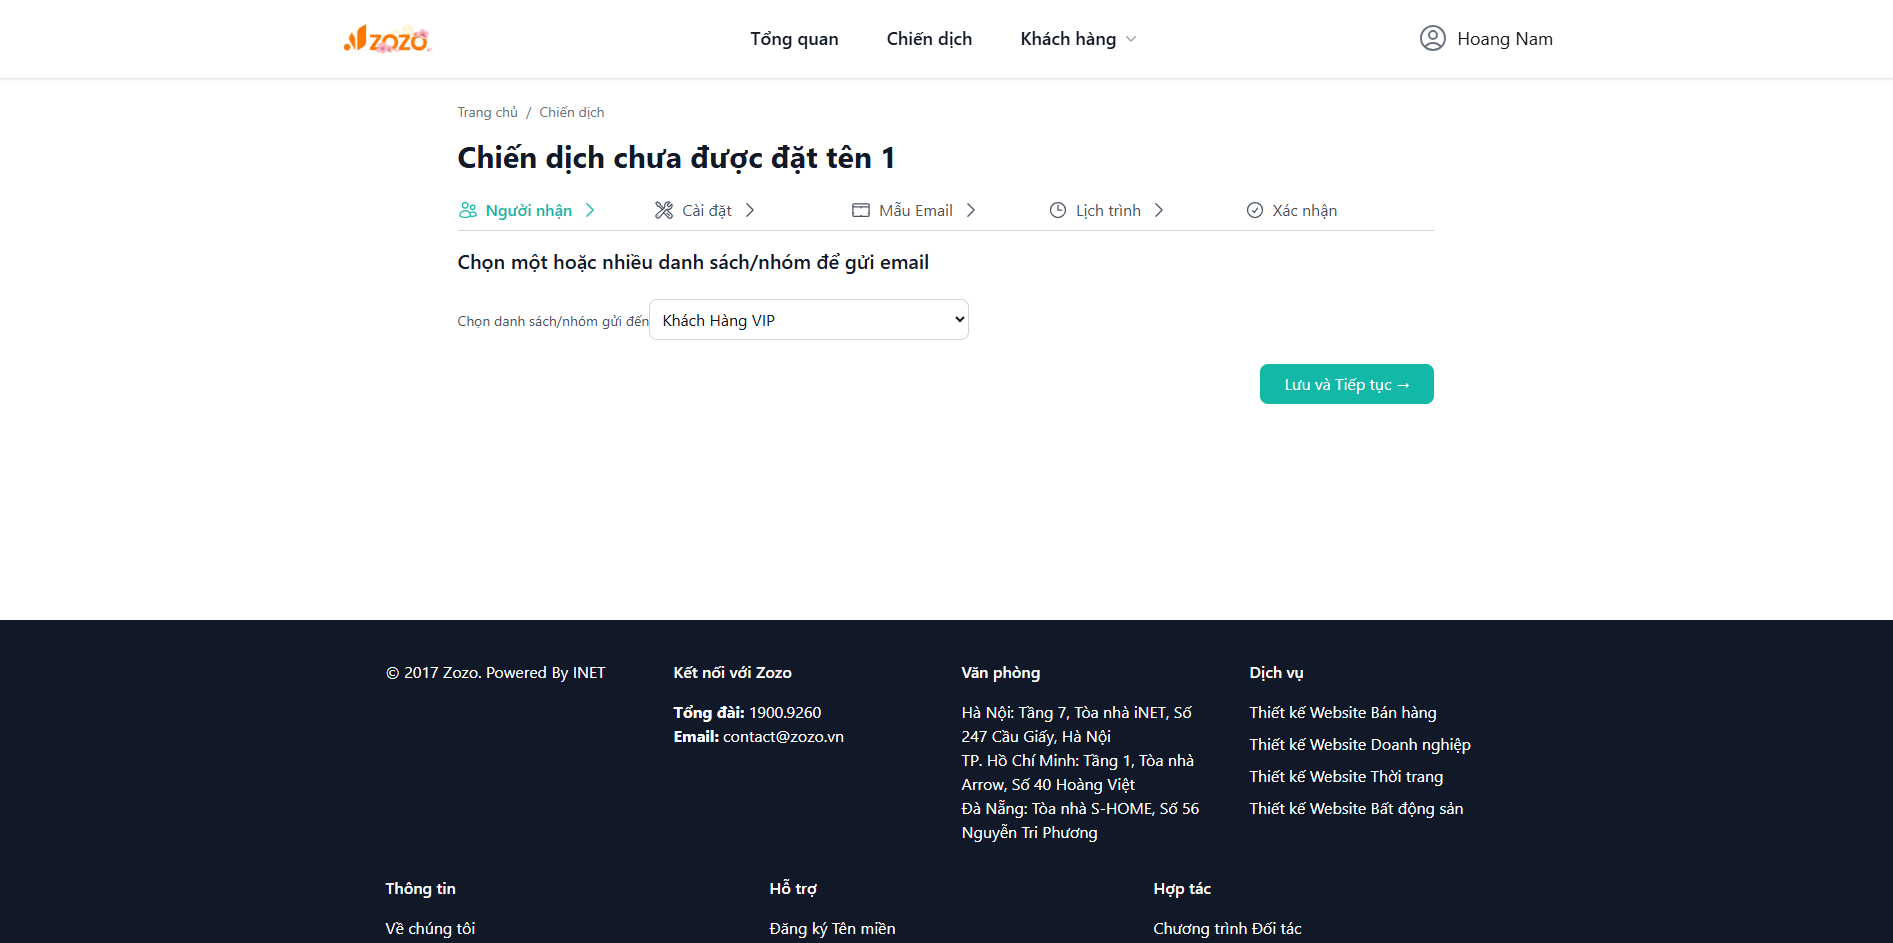 zozo.
Tổng quan
Chiến dịch
Khách hàng
Hoang Nam
Trang chủ / Chiến dịch
Chiến dịch chưa được đặt tên 1
Người nhận
Cài đặt
Mẫu Email
Lịch trình
Xác nhận
Chọn một hoặc nhiều danh sách/nhóm để gửi email
Chọn danh sách/nhóm gửi đến
Khách Hàng VIP
Lưu và Tiếp tục →
© 2017 Zozo. Powered By INET
Kết nối với Zozo
Tổng đài: 1900.9260
Email: contact@zozo.vn
Văn phòng
Hà Nội: Tầng 7, Tòa nhà iNET, Số
247 Cầu Giấy, Hà Nội
TP. Hồ Chí Minh: Tầng 1, Tòa nhà
Arrow, Số 40 Hoàng Việt
Đà Nẵng: Tòa nhà S-HOME, Số 56
Nguyễn Tri Phương
Dịch vụ
Thiết kế Website Bán hàng
Thiết kế Website Doanh nghiệp
Thiết kế Website Thời trang
Thiết kế Website Bất động sản
Thông tin
Về chúng tôi
Hỗ trợ
Đăng ký Tên miền
Hợp tác
Chương trình Đối tác